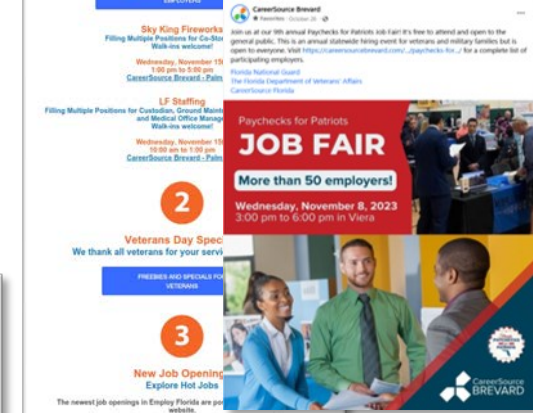 EMPLOYERS
Sky King Fireworks
Filling Multiple Positions for Co-Sto
Walk-ins welcome!
Wednesday, November 15
1:00 pm to 5:00 pm
CareerSource Brevard - Palm
LF Staffing
Filling Multiple Positions for Custodian, Ground Maint
and Medical Office Manag
Walk-ins welcome!
Wednesday, November 15
10:00 am to 1:00 pm
CareerSource Brevard - Palm
2
Veterans Day Spec
We thank all veterans for your servi
FREEBIES AND SPECIALS FO
VETERANS
3
New Job Opening
Explore Hot Jobs
The newest job openings in Employ Florida are po
website.
CareerSource Brevard
Favorites · October 26
Join us at our 9th annual Paychecks for Patriots Job Fair! It's free to attend and open to the
general public. This is an annual statewide hiring event for veterans and military families but is
open to everyone. Visit https://careersourcebrevard.com/.../paychecks-for.../ for a complete list of
participating employers.
Florida National Guard
The Florida Department of Veterans' Affairs
CareerSource Florida
Paychecks for Patriots
JOB FAIR
More than 50 employers!
Wednesday, November 8, 2023
3:00 pm to 6:00 pm in Viera
CareerSource
BREVARD